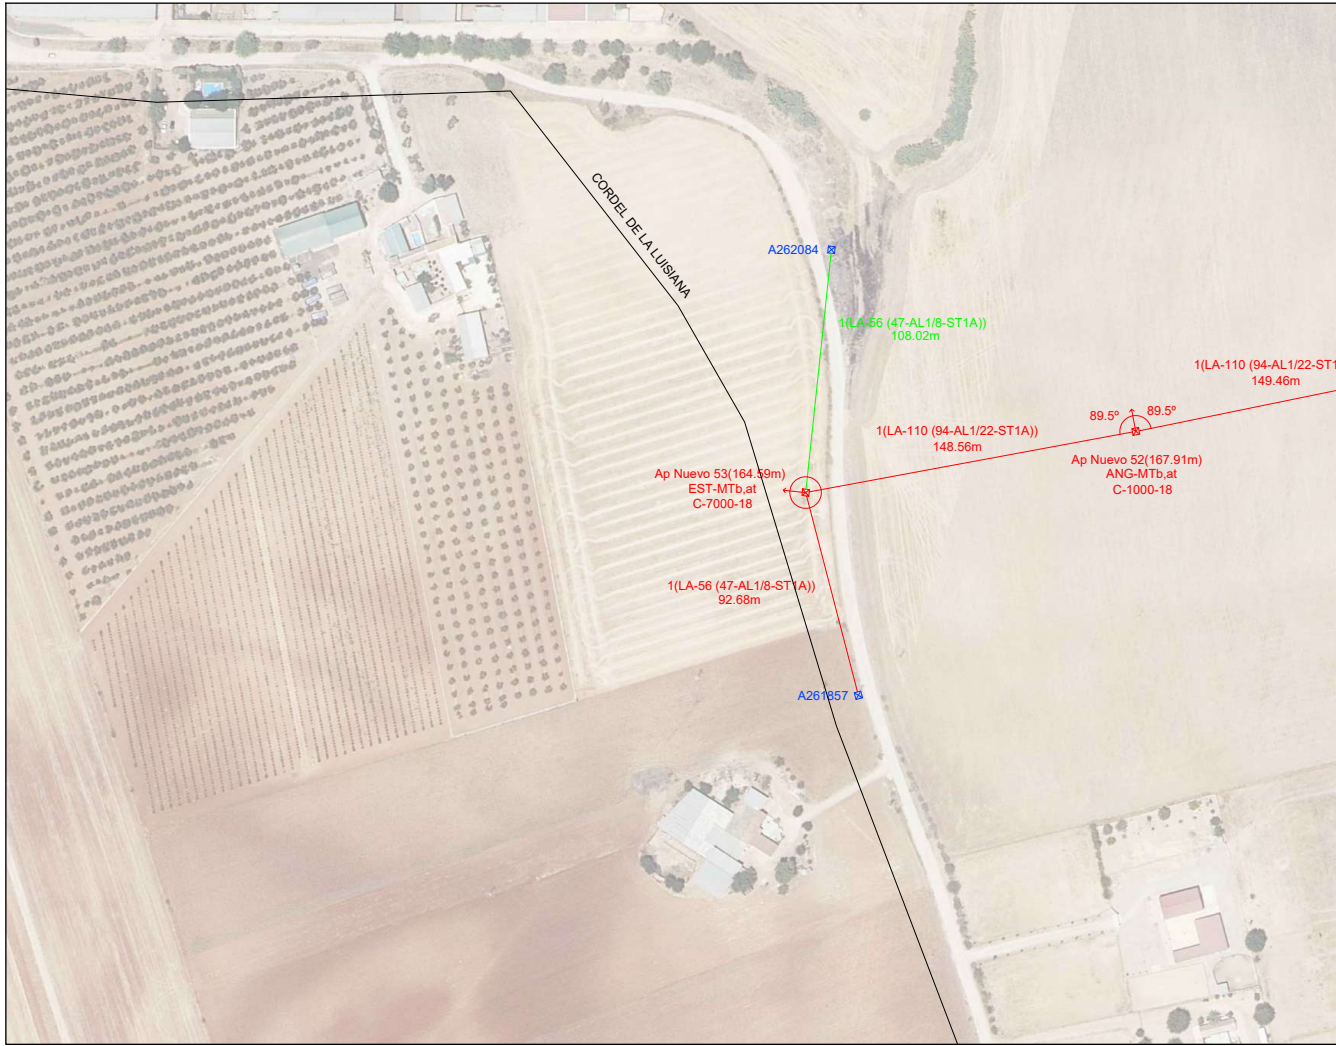 CORDEL DE LA LUISIANA
A262084
1(LA-56 (47-AL1/8-ST1A))
108.02m
1(LA-110 (94-AL1/22-ST1
149.46m
89.5º
89.5º
1(LA-110 (94-AL1/22-ST1A))
148.56m
Ap Nuevo 52(167.91m)
ANG-MTb,at
C-1000-18
Ap Nuevo 53(164.59m)
EST-MTb,at
C-7000-18
1(LA-56 (47-AL1/8-ST1A))
92.68m
A261857